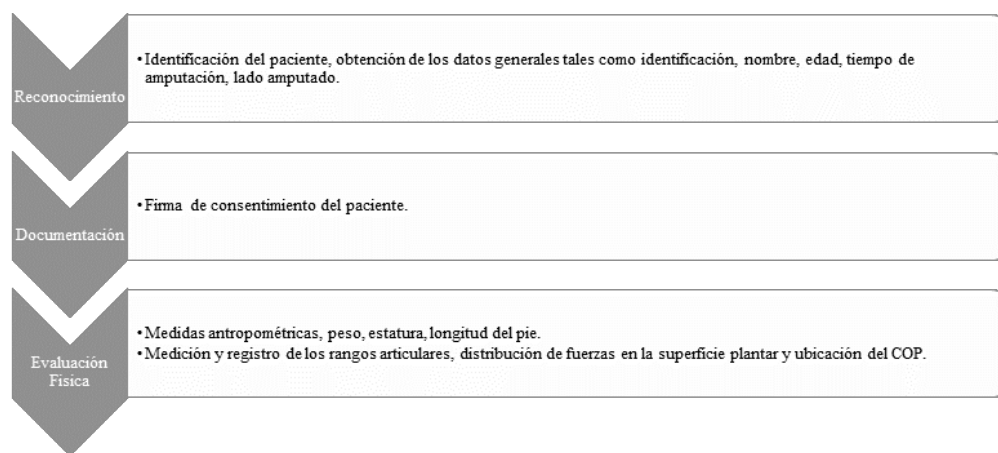 Reconocimiento
•Identificación del paciente, obtención de los datos generales tales como identificación, nombre, edad, tiempo de
amputación, lado amputado.
Documentación
•Firma de consentimiento del paciente.
Evaluación
Fisica
•Medidas antropométricas, peso, estatura, longitud del pie.
•Medición y registro de los rangos articulares, distribución de fuerzas en la superficie plantar y ubicación del COP.